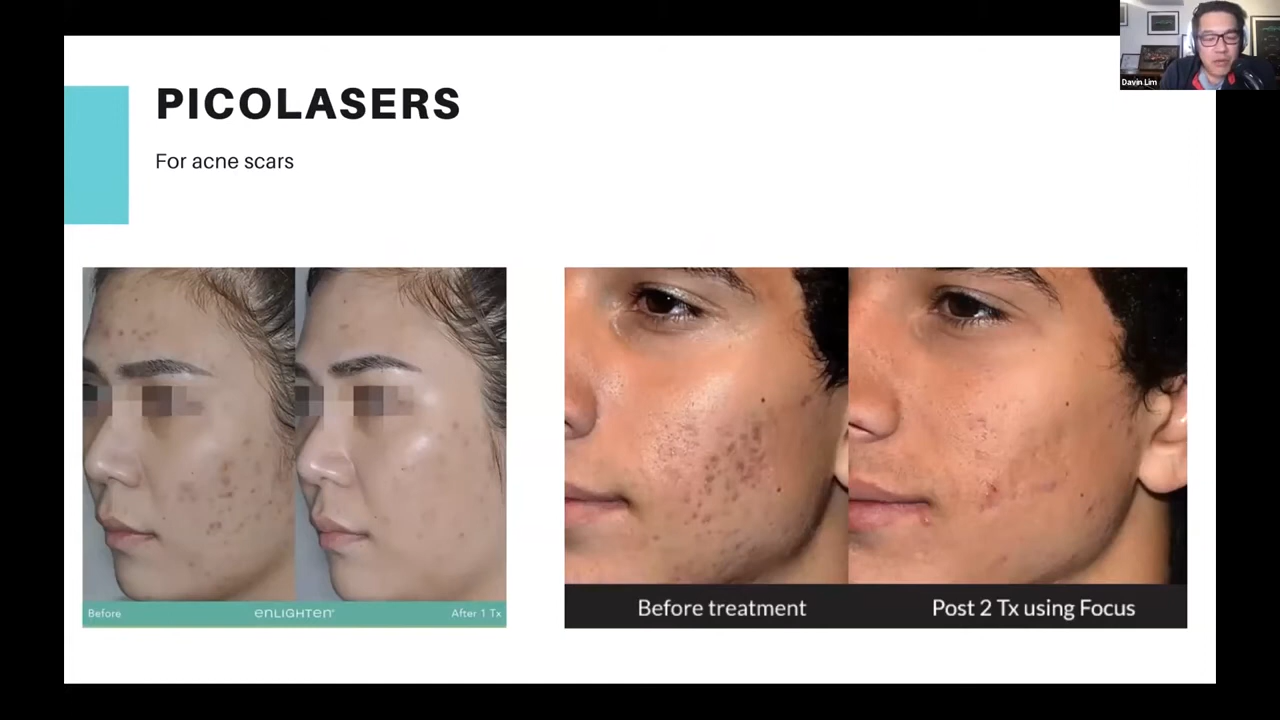 PICOLASERS
For acne scars
Davin Lim
Before
enLIGHTen®
After 1 Tx
Before treatment
Post 2 Tx using Focus